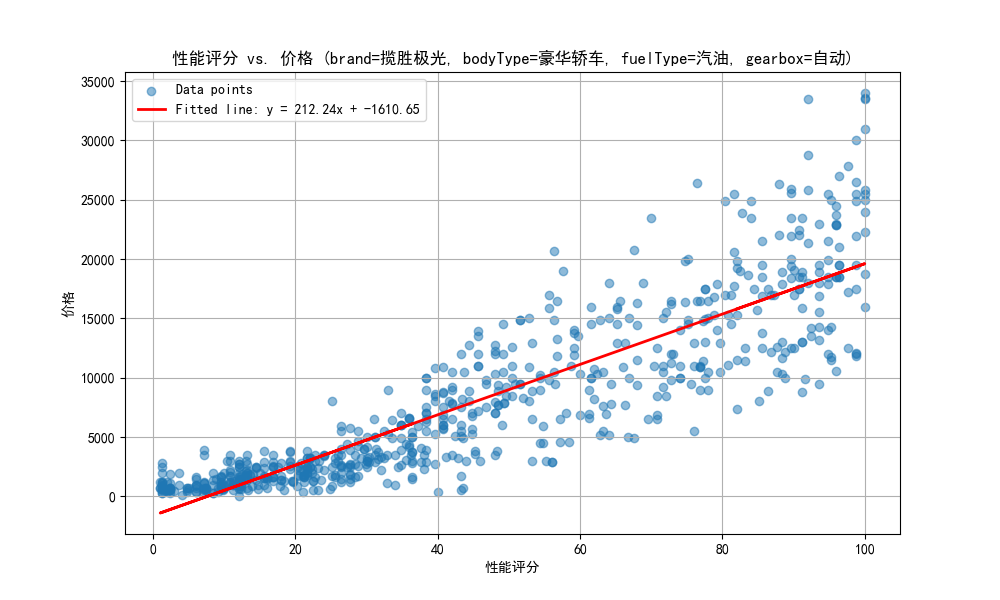 性能评分 vs. 价格 (brand=揽胜极光, bodyType=豪华轿车, fuelType=汽油, gearbox=自动)
Data points
Fitted line: y = 212.24x + -1610.65
价格
35000
30000
25000
20000
15000
10000
5000
0
0 20 40 60 80 100
性能评分